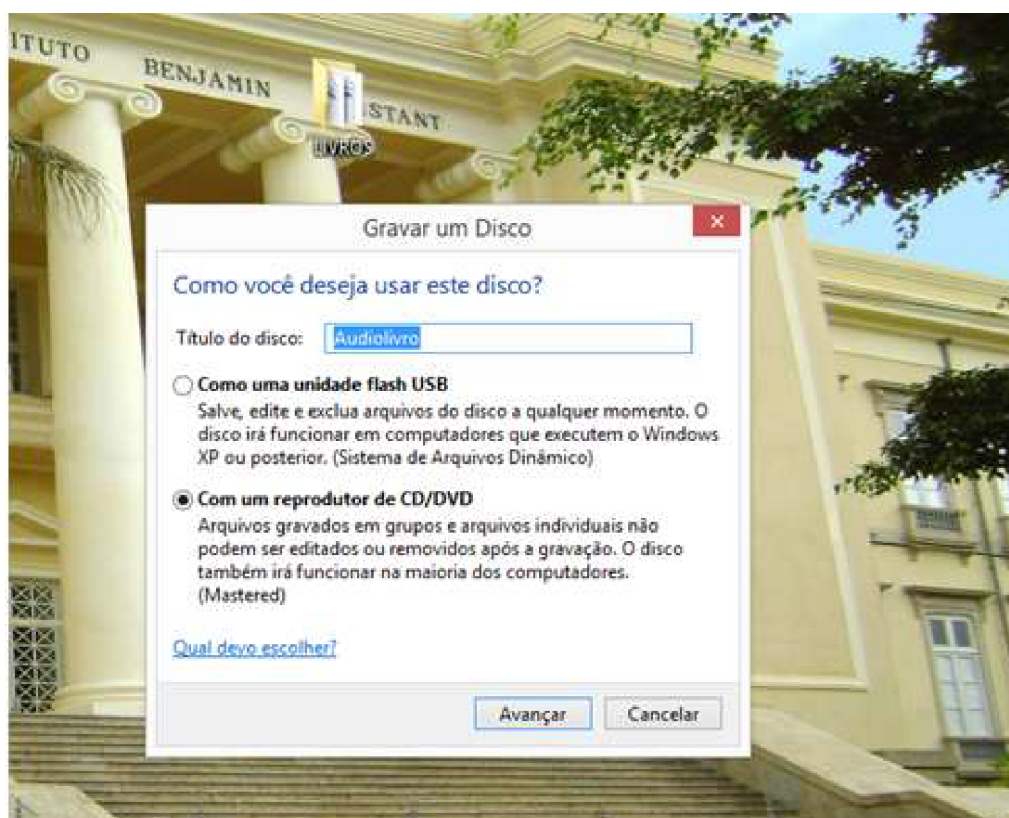 ITUTO BENJAMIN STANT
LIVROS
Gravar um Disco
Como você deseja usar este disco?
Título do disco: Audiolivro
Como uma unidade flash USB
Salve, edite e exclua arquivos do disco a qualquer momento. O
disco irá funcionar em computadores que executem o Windows
XP ou posterior. (Sistema de Arquivos Dinâmico)
Com um reprodutor de CD/DVD
Arquivos gravados em grupos e arquivos individuais não
podem ser editados ou removidos após a gravação. O disco
também irá funcionar na maioria dos computadores.
(Mastered)
Qual devo escolher?
Avançar Cancelar